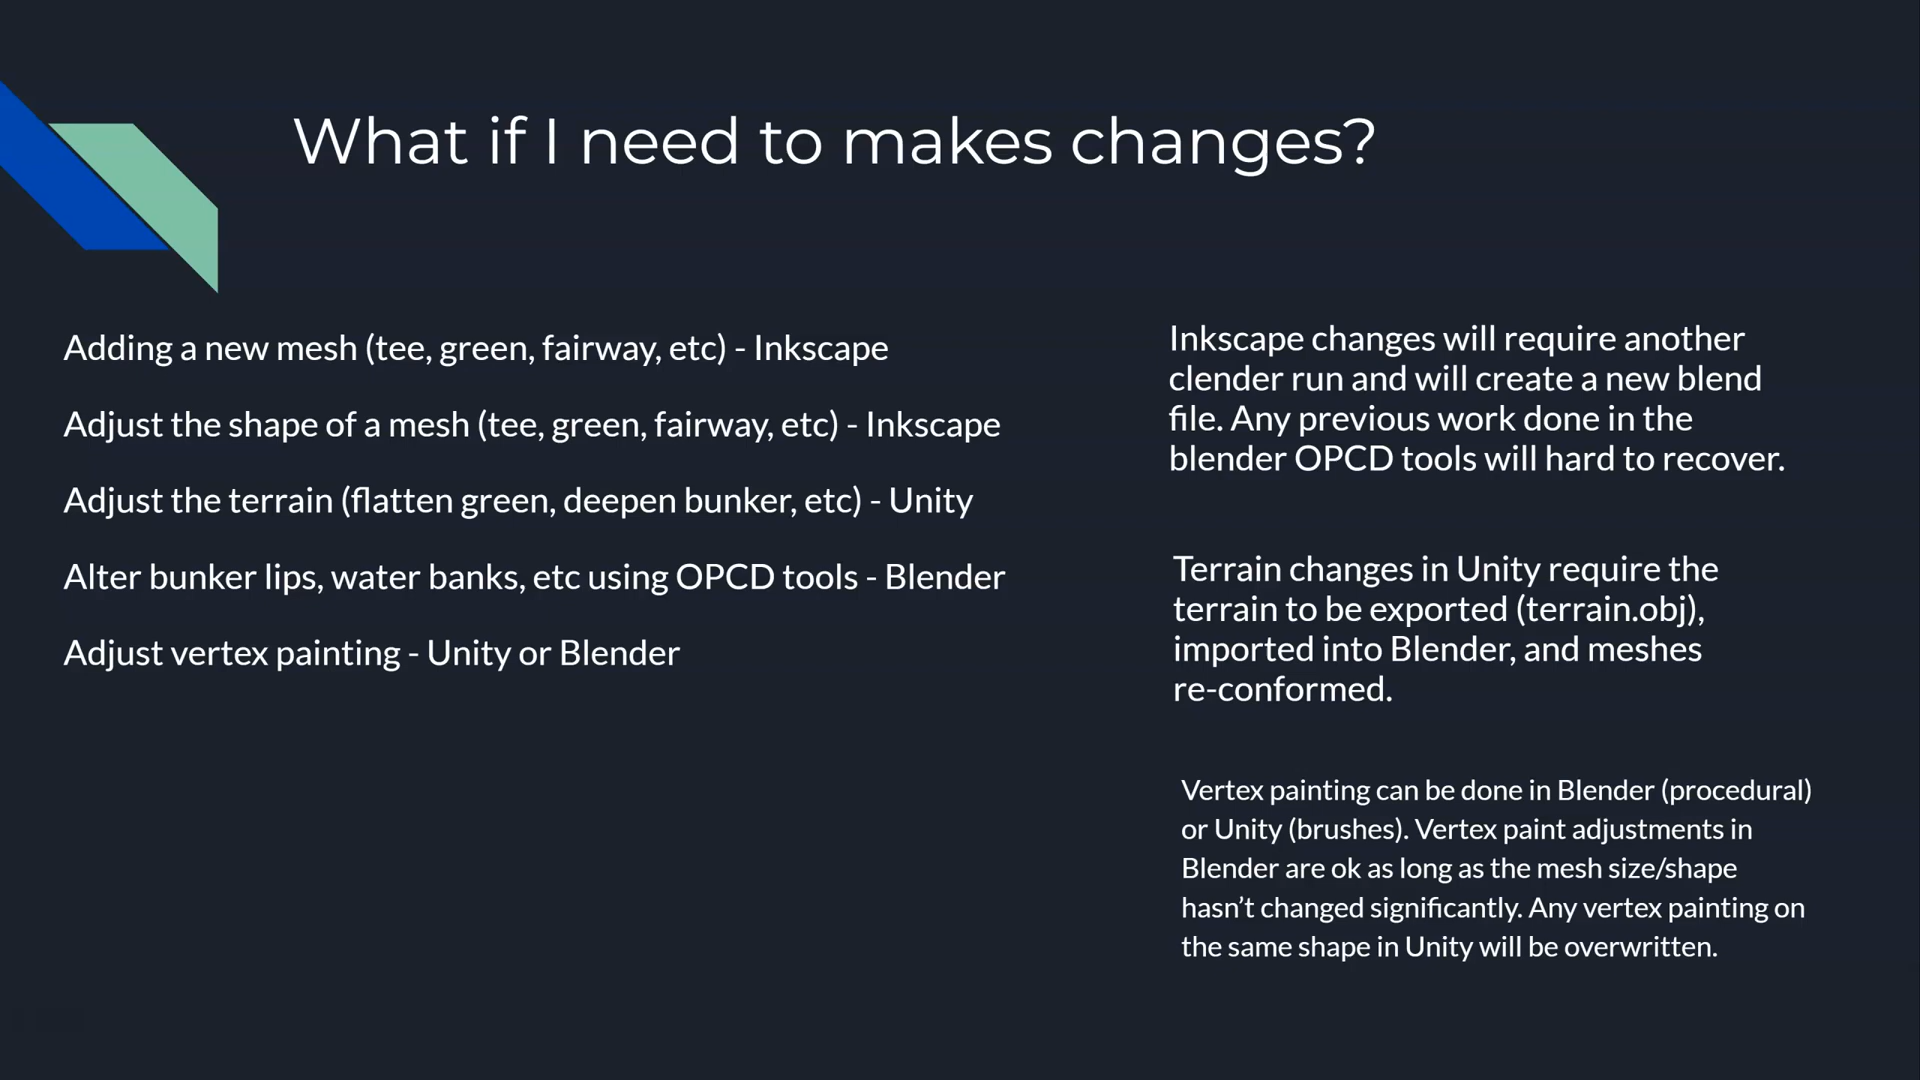 What if I need to makes changes?
Adding a new mesh (tee, green, fairway, etc) - Inkscape
Adjust the shape of a mesh (tee, green, fairway, etc) - Inkscape
Adjust the terrain (flatten green, deepen bunker, etc) - Unity
Alter bunker lips, water banks, etc using OPCD tools - Blender
Adjust vertex painting - Unity or Blender
Inkscape changes will require another
clender run and will create a new blend
file. Any previous work done in the
blender OPCD tools will hard to recover.
Terrain changes in Unity require the
terrain to be exported (terrain.obj),
imported into Blender, and meshes
re-conformed.
Vertex painting can be done in Blender (procedural)
or Unity (brushes). Vertex paint adjustments in
Blender are ok as long as the mesh size/shape
hasn't changed significantly. Any vertex painting on
the same shape in Unity will be overwritten.